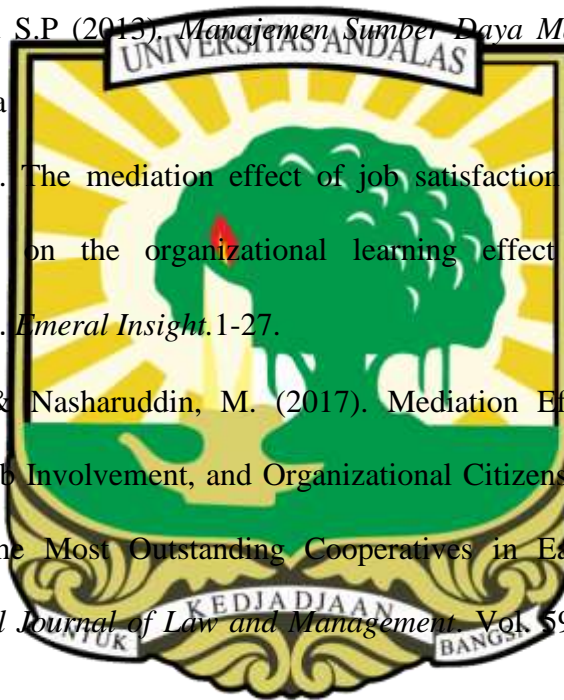 . S.P (2013). Manajemen Sumber Daya M
UNIVERSITAS ANDALAS
a
. The mediation effect of job satisfaction
on the organizational learning effect
. Emeral Insight.1-27.
& Nasharuddin, M. (2017). Mediation Ef
b Involvement, and Organizational Citizens
he Most Outstanding Cooperatives in Ea
l Journal of Law and Management. Vol. 59
UNTUK KEDJADJAAN BANGSA